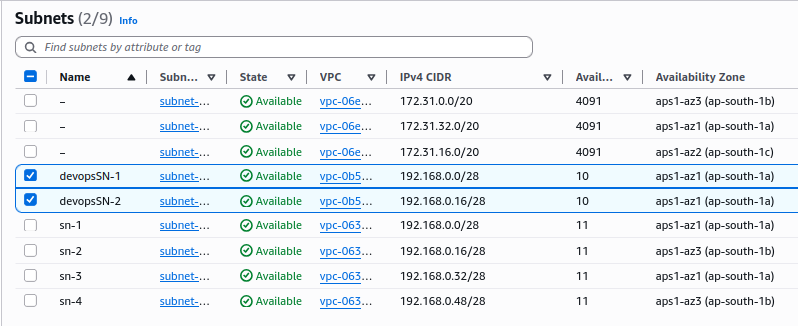 Subnets (2/9) Info
Find subnets by attribute or tag
Name Subn... State VPC IPv4 CIDR Avail... Availability Zone
– subnet-... Available vpc-06e... 172.31.0.0/20 4091 aps1-az3 (ap-south-1b)
– subnet-... Available vpc-06e... 172.31.32.0/20 4091 aps1-az1 (ap-south-1a)
– subnet-... Available vpc-06e... 172.31.16.0/20 4091 aps1-az2 (ap-south-1c)
devopsSN-1 subnet-... Available vpc-0b5... 192.168.0.0/28 10 aps1-az1 (ap-south-1a)
devopsSN-2 subnet-... Available vpc-0b5... 192.168.0.16/28 10 aps1-az1 (ap-south-1a)
sn-1 subnet-... Available vpc-063... 192.168.0.0/28 11 aps1-az1 (ap-south-1a)
sn-2 subnet-... Available vpc-063... 192.168.0.16/28 11 aps1-az3 (ap-south-1b)
sn-3 subnet-... Available vpc-063... 192.168.0.32/28 11 aps1-az1 (ap-south-1a)
sn-4 subnet-... Available vpc-063... 192.168.0.48/28 11 aps1-az3 (ap-south-1b)